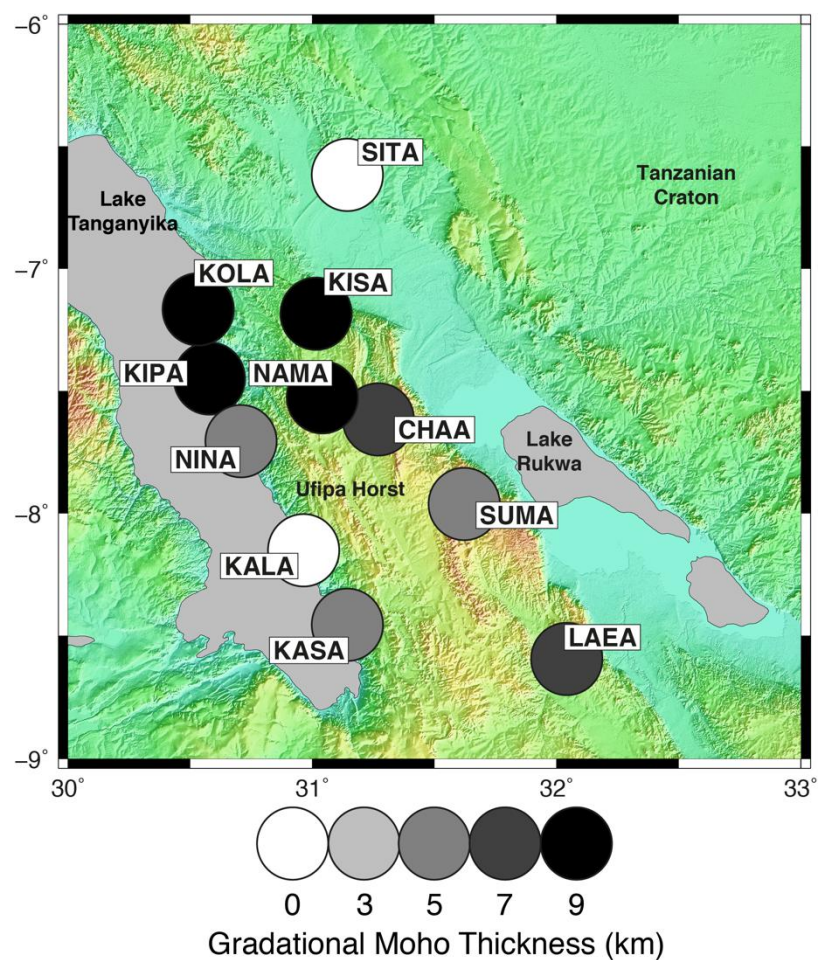 −6°
SITA
Tanzanian
Craton
Lake
Tanganyika
−7°
KOLA
KISA
KIPA
NAMA
CHAA
NINA
Lake
Rukwa
Ufipa Horst
SUMA
−8°
KALA
KASA
LAEA
−9°
30° 31° 32° 33°
0 3 5 7 9
Gradational Moho Thickness (km)